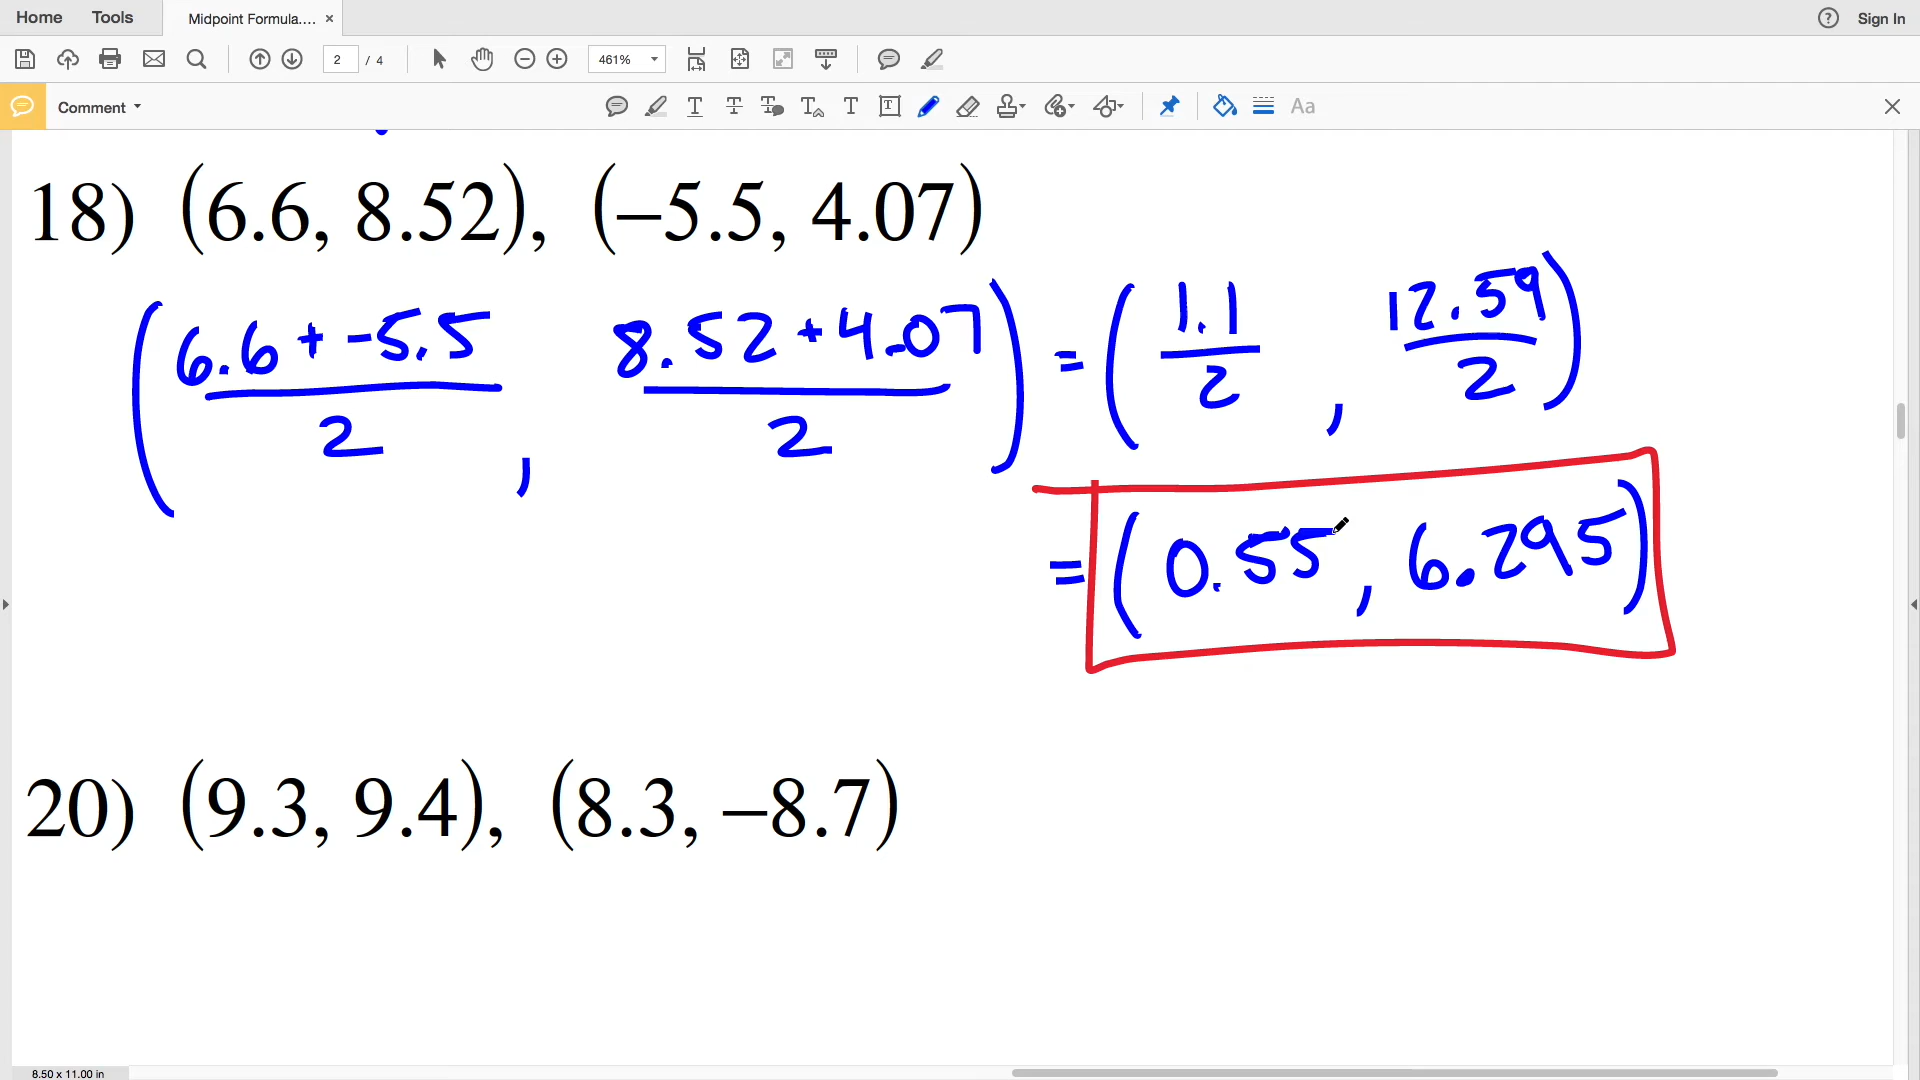 Home Tools Midpoint Formula.... × Sign In
2 / 4 461%
Comment Aa
18) (6.6, 8.52), (−5.5, 4.07)
(6.6 + -5.5 / 2, 8.52 + 4.07 / 2) = (1.1 / 2, 12.59 / 2)
= (0.55, 6.295)
20) (9.3, 9.4), (8.3, −8.7)
8.50 x 11.00 in